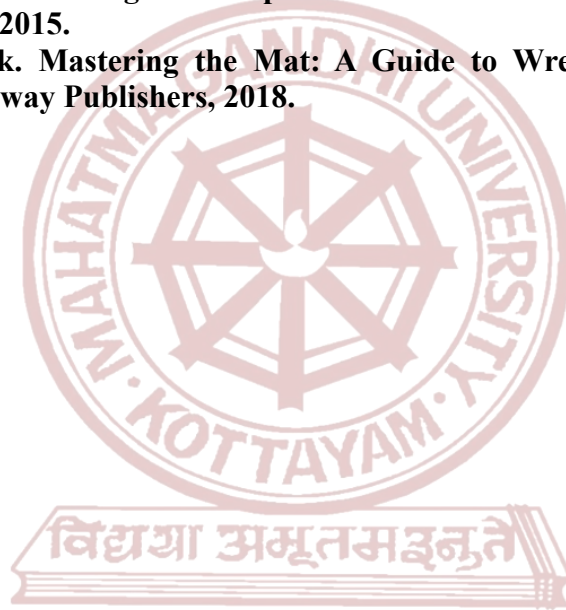 2015.
k. Mastering the Mat: A Guide to Wre
way Publishers, 2018.
MAHATMA GANDHI UNIVERSITY
KOTTAYAM
विद्यया अमृतमश्नुते